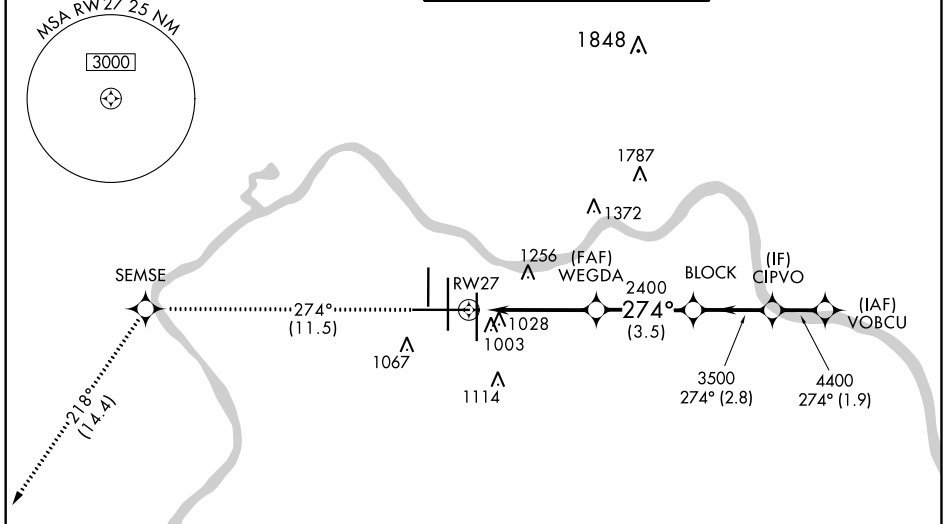 MSA RW27 25 NM
3000
1848
1787
1372
1256
(FAF)
WEGDA
2400
274°
(3.5)
BLOCK
(IF)
CIPVO
(IAF)
VOBCU
SEMSE
RW27
274°
(11.5)
1028
1003
1067
1114
3500
274° (2.8)
4400
274° (1.9)
218°
(14.4)